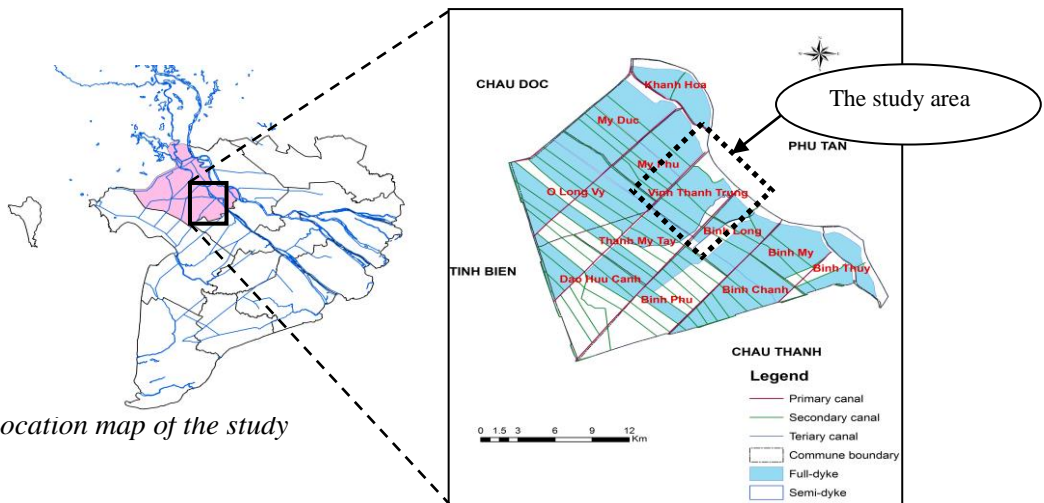 CHAU DOC
Khanh Hoa
The study area
My Duc
PHU TAN
My Phu
O Long Vy
Vinh Thanh Trung
Thanh My Tay
Binh Long
Binh My
TINH BIEN
Binh Thuy
Dao Huu Canh
Binh Chanh
Binh Phu
CHAU THANH
Legend
Primary canal
Secondary canal
Teriary canal
Commune boundary
Full-dyke
Semi-dyke
0 1.5 3 6 9 12
Km
ocation map of the study